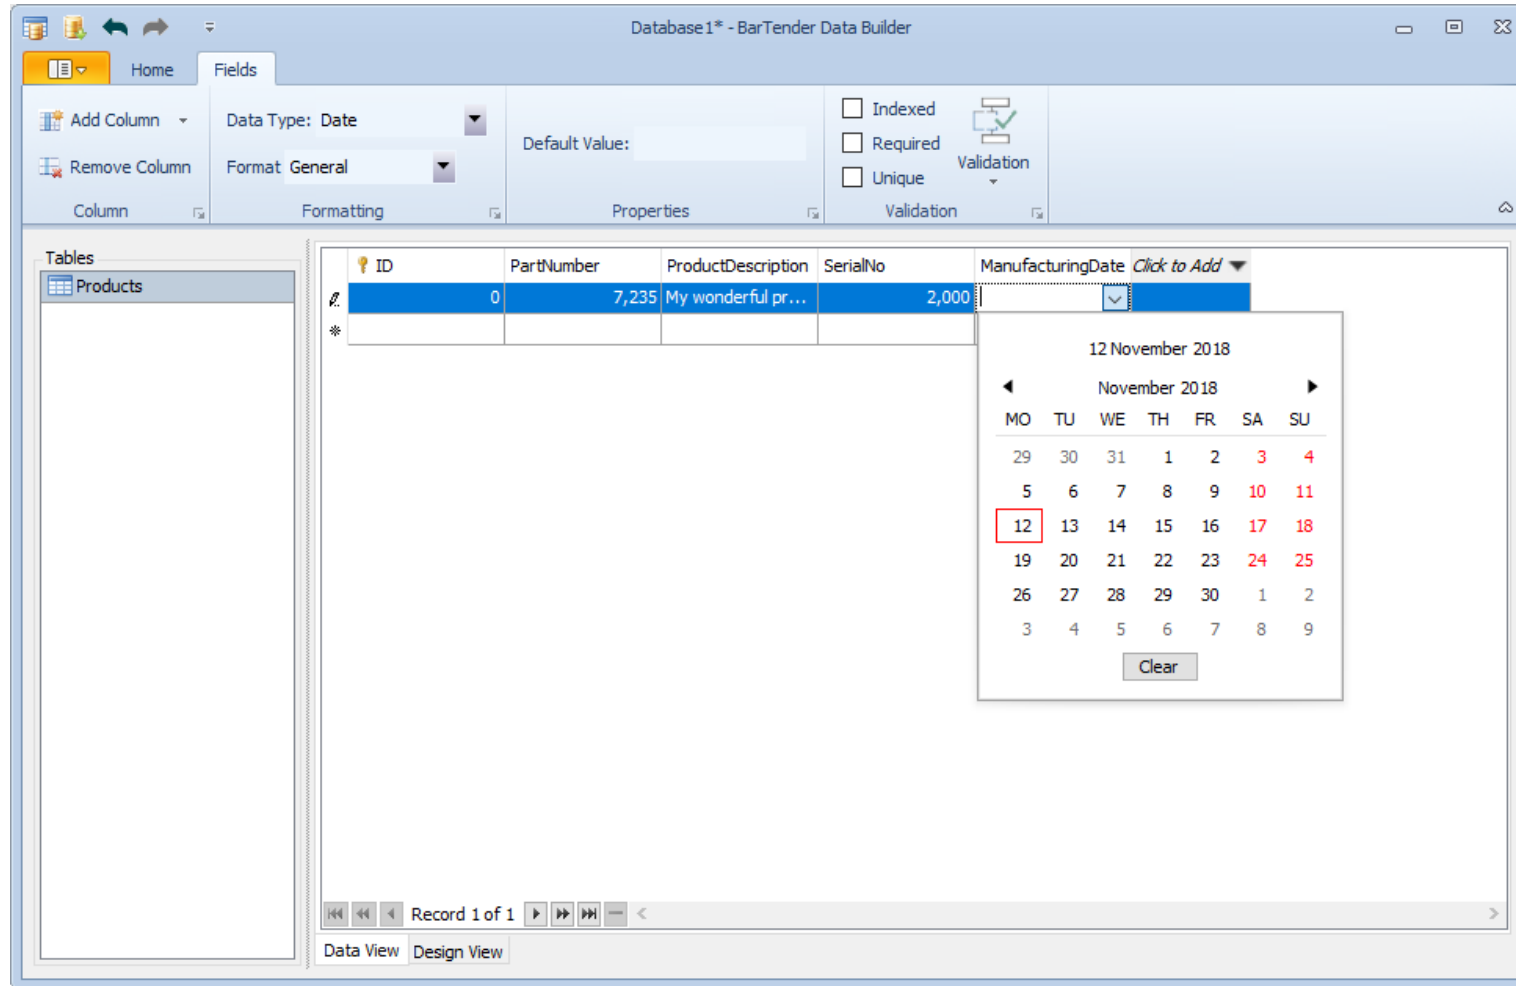 Database1* - BarTender Data Builder
Home Fields
Add Column
Remove Column
Column
Data Type: Date
Format General
Formatting
Default Value:
Properties
Indexed
Required
Unique
Validation
Validation
Tables
Products
ID PartNumber ProductDescription SerialNo ManufacturingDate Click to Add
0 7,235 My wonderful pr... 2,000
12 November 2018
November 2018
MO TU WE TH FR SA SU
29 30 31 1 2 3 4
5 6 7 8 9 10 11
12 13 14 15 16 17 18
19 20 21 22 23 24 25
26 27 28 29 30 1 2
3 4 5 6 7 8 9
Clear
Record 1 of 1
Data View Design View